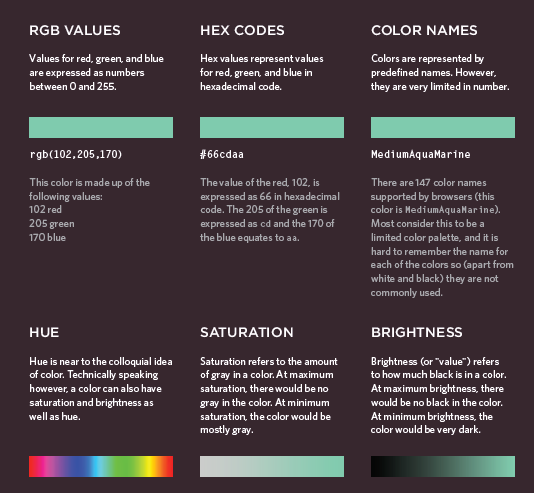 RGB VALUES
Values for red, green, and blue
are expressed as numbers
between 0 and 255.
rgb(102,205,170)
This color is made up of the
following values:
102 red
205 green
170 blue
HEX CODES
Hex values represent values
for red, green, and blue in
hexadecimal code.
#66cdaa
The value of the red, 102, is
expressed as 66 in hexadecimal
code. The 205 of the green is
expressed as cd and the 170 of
the blue equates to aa.
COLOR NAMES
Colors are represented by
predefined names. However,
they are very limited in number.
MediumAquaMarine
There are 147 color names
supported by browsers (this
color is MediumAquaMarine).
Most consider this to be a
limited color palette, and it is
hard to remember the name for
each of the colors so (apart from
white and black) they are not
commonly used.
HUE
Hue is near to the colloquial idea
of color. Technically speaking
however, a color can also have
saturation and brightness as
well as hue.
SATURATION
Saturation refers to the amount
of gray in a color. At maximum
saturation, there would be no
gray in the color. At minimum
saturation, the color would be
mostly gray.
BRIGHTNESS
Brightness (or "value") refers
to how much black is in a color.
At maximum brightness, there
would be no black in the color.
At minimum brightness, the
color would be very dark.